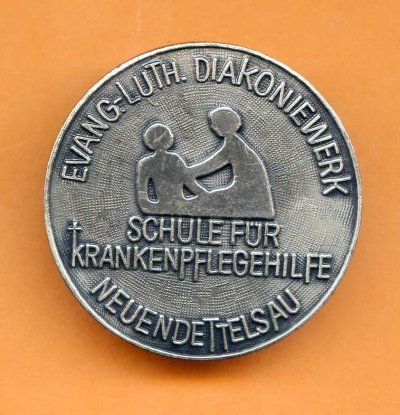 EVANG.-LUTH. DIAKONIEWERK
SCHULE FÜR
KRANKENPFLEGEHILFE
NEUENDETTELSAU